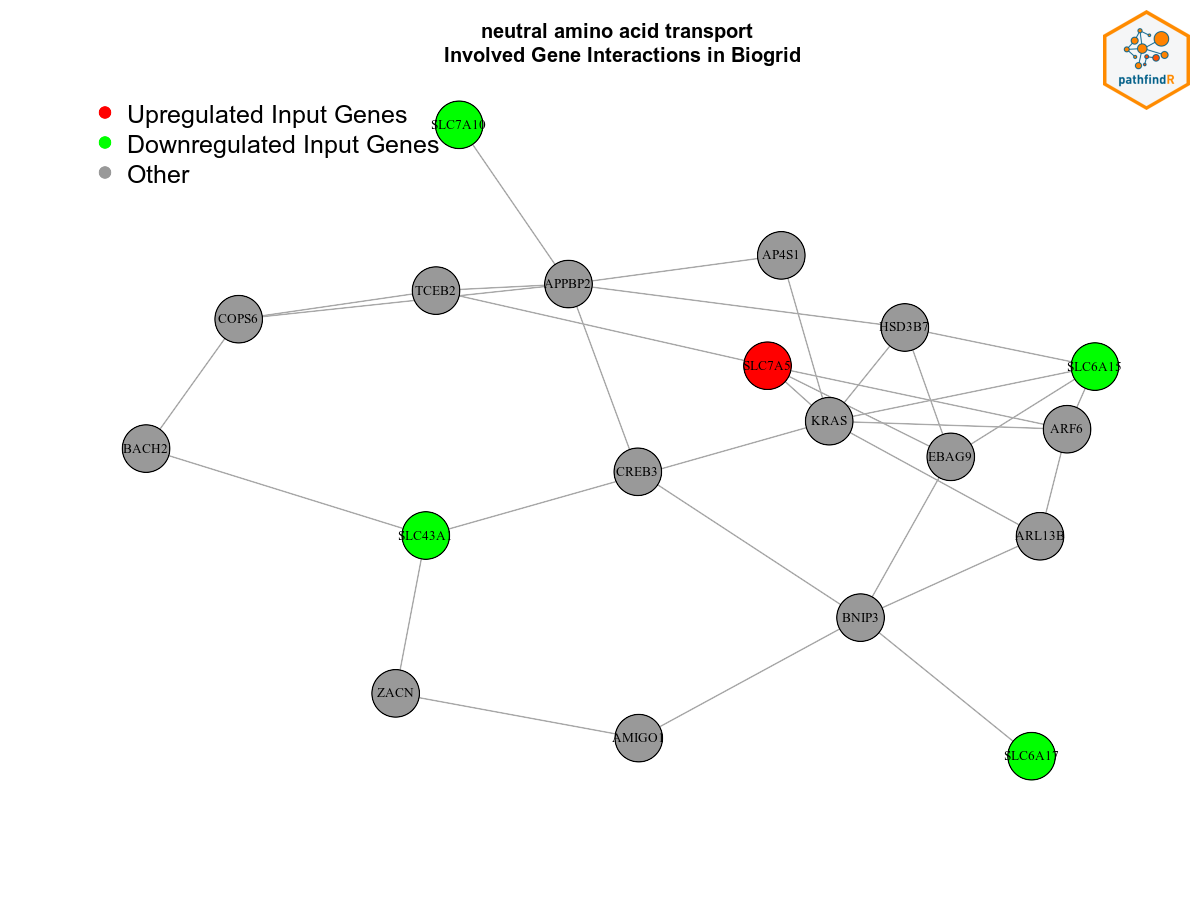 neutral amino acid transport
Involved Gene Interactions in Biogrid
pathfindR
Upregulated Input Genes
Downregulated Input Genes
Other
SLC7A10
AP4S1
TCEB2
APPBP2
COPS6
HSD3B7
SLC7A5
SLC6A15
KRAS
ARF6
BACH2
EBAG9
CREB3
SLC43A1
ARL13B
BNIP3
ZACN
AMIGO1
SLC6A17